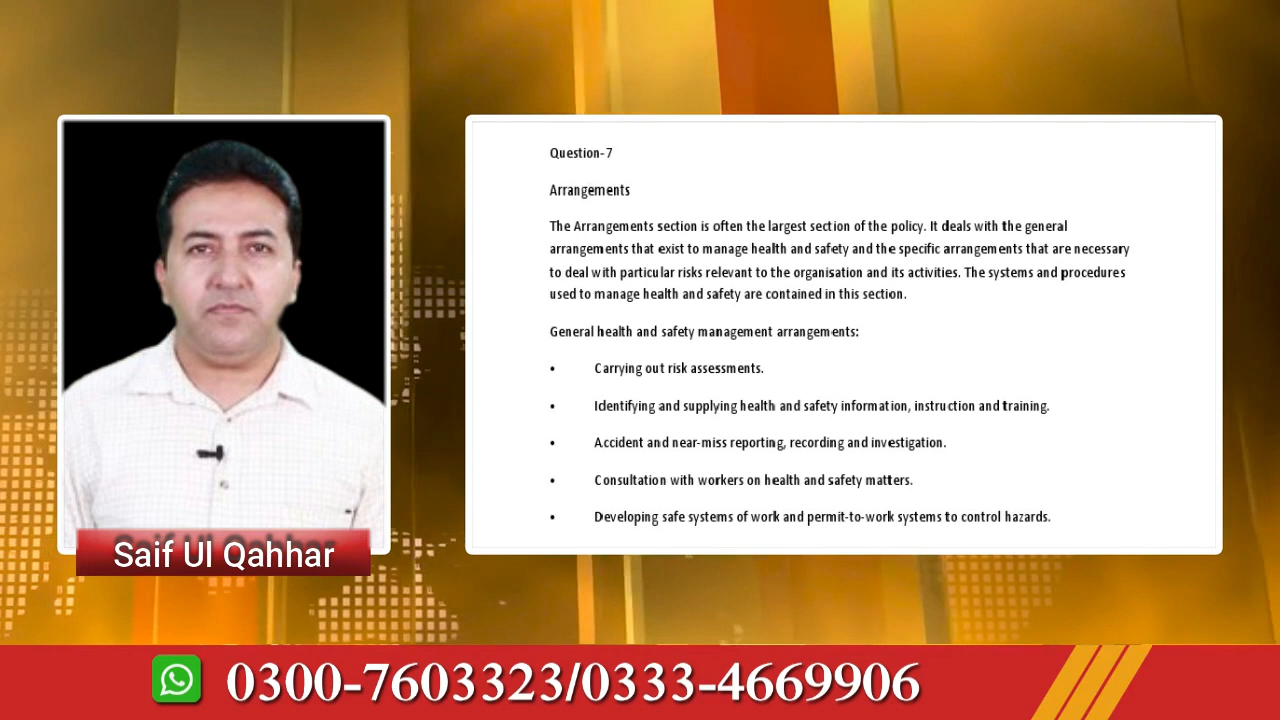 Question-7
Arrangements
The Arrangements section is often the largest section of the policy. It deals with the general
arrangements that exist to manage health and safety and the specific arrangements that are necessary
to deal with particular risks relevant to the organisation and its activities. The systems and procedures
used to manage health and safety are contained in this section.
General health and safety management arrangements:
• Carrying out risk assessments.
• Identifying and supplying health and safety information, instruction and training.
• Accident and near-miss reporting, recording and investigation.
• Consultation with workers on health and safety matters.
• Developing safe systems of work and permit-to-work systems to control hazards.
Saif Ul Qahhar
0300-7603323/0333-4669906